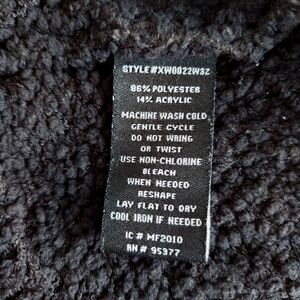 STYLE#XW0022W3Z
86% POLYESTER
14% ACRYLIC
MACHINE WASH COLD
GENTLE CYCLE
DO NOT WRING
OR TWIST
USE NON-CHLORINE
BLEACH
WHEN NEEDED
RESHAPE
LAY FLAT TO DRY
COOL IRON IF NEEDED
IC # MF2010
RN # 95377